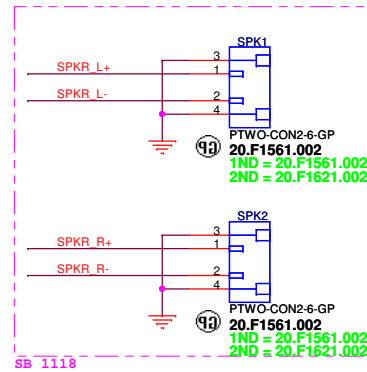 SPK1
3
SPKR_L+
1
SPKR_L-
2
4
GP
PTWO-CON2-6-GP
20.F1561.002
1ND = 20.F1561.002
2ND = 20.F1621.002
SPK2
3
SPKR_R+
1
SPKR_R-
2
4
GP
PTWO-CON2-6-GP
20.F1561.002
1ND = 20.F1561.002
2ND = 20.F1621.002
SB 1118